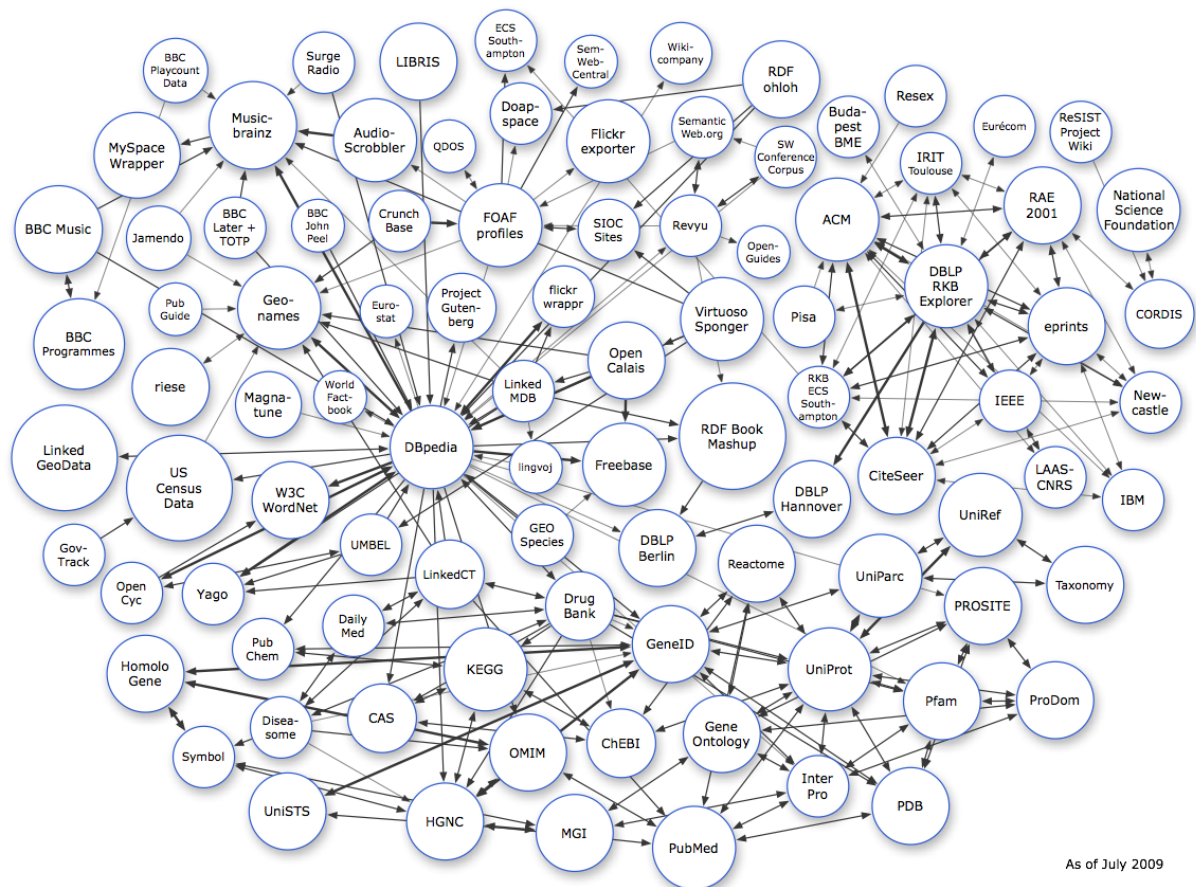 BBC
Playcount
Data
Surge
Radio
LIBRIS
ECS
South-
ampton
Sem-
Web-
Central
Wiki-
company
RDF
ohloh
Music-
brainz
Audio-
Scrobbler
MySpace
Wrapper
QDOS
Doap-
space
Flickr
exporter
Semantic
Web.org
SW
Conference
Corpus
Buda-
pest
BME
Resex
IRIT
Toulouse
Eurécom
ReSIST
Project
Wiki
RAE
2001
National
Science
Foundation
BBC Music
Jamendo
BBC
Later +
TOTP
BBC
John
Peel
Crunch
Base
FOAF
profiles
SIOC
Sites
Revyu
Open-
Guides
ACM
DBLP
RKB
Explorer
BBC
Programmes
Pub
Guide
Geo-
names
Euro-
stat
Project
Guten-
berg
flickr
wrappr
Virtuoso
Sponger
Pisa
eprints
CORDIS
riese
Magna-
tune
World
Fact-
book
Linked
MDB
Open
Calais
RKB
ECS
South-
ampton
IEEE
New-
castle
Linked
GeoData
US
Census
Data
W3C
WordNet
DBpedia
lingvoj
Freebase
RDF Book
Mashup
DBLP
Hannover
CiteSeer
LAAS-
CNRS
IBM
Gov-
Track
Open
Cyc
Yago
UMBEL
LinkedCT
GEO
Species
DBLP
Berlin
Reactome
UniParc
UniRef
Taxonomy
PROSITE
Daily
Med
Drug
Bank
Pub
Chem
Homolo
Gene
KEGG
GeneID
UniProt
Pfam
ProDom
Disea-
some
CAS
Symbol
OMIM
ChEBI
Gene
Ontology
Inter
Pro
PDB
UniSTS
HGNC
MGI
PubMed
As of July 2009